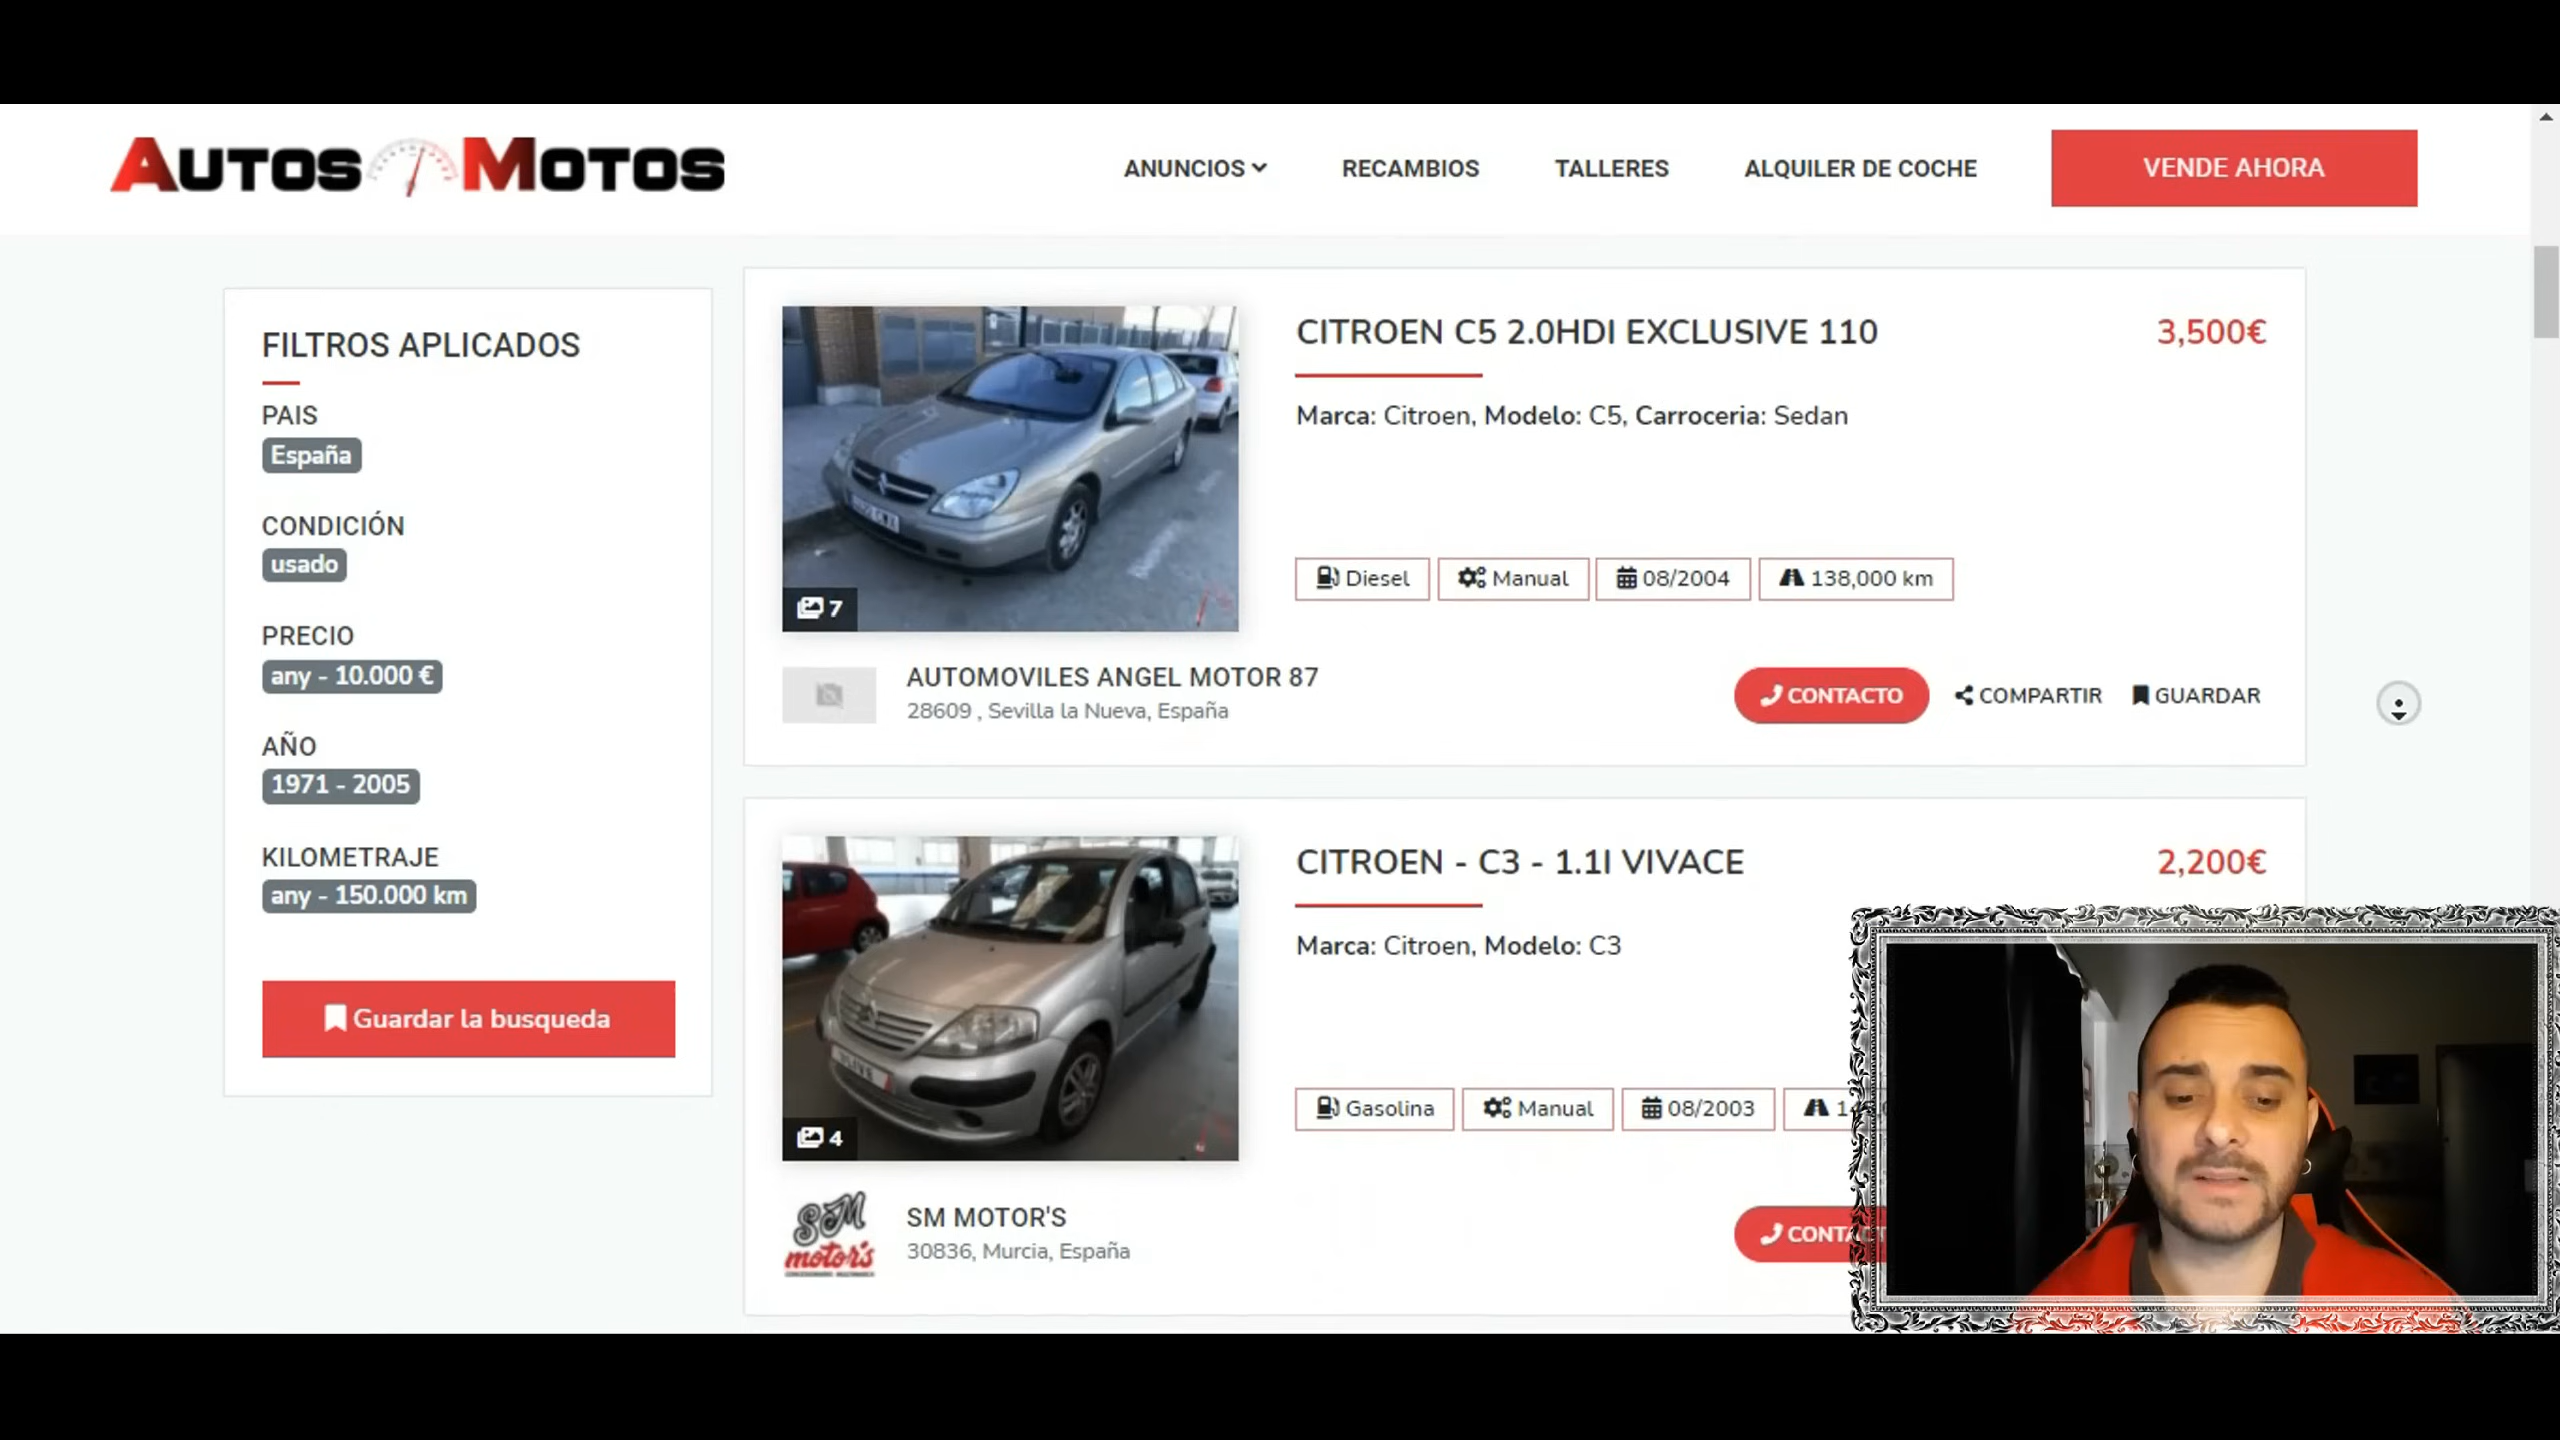 AUTOS MOTOS
ANUNCIOS
RECAMBIOS
TALLERES
ALQUILER DE COCHE
VENDE AHORA
FILTROS APLICADOS
PAIS
España
CONDICIÓN
usado
PRECIO
any - 10.000 €
AÑO
1971 - 2005
KILOMETRAJE
any - 150.000 km
Guardar la busqueda
7
CITROEN C5 2.0HDI EXCLUSIVE 110
3,500€
Marca: Citroen, Modelo: C5, Carroceria: Sedan
Diesel
Manual
08/2004
138,000 km
AUTOMOVILES ANGEL MOTOR 87
28609 , Sevilla la Nueva, España
CONTACTO
COMPARTIR
GUARDAR
4
CITROEN - C3 - 1.1I VIVACE
2,200€
Marca: Citroen, Modelo: C3
Gasolina
Manual
08/2003
SM motor's
SM MOTOR'S
30836, Murcia, España